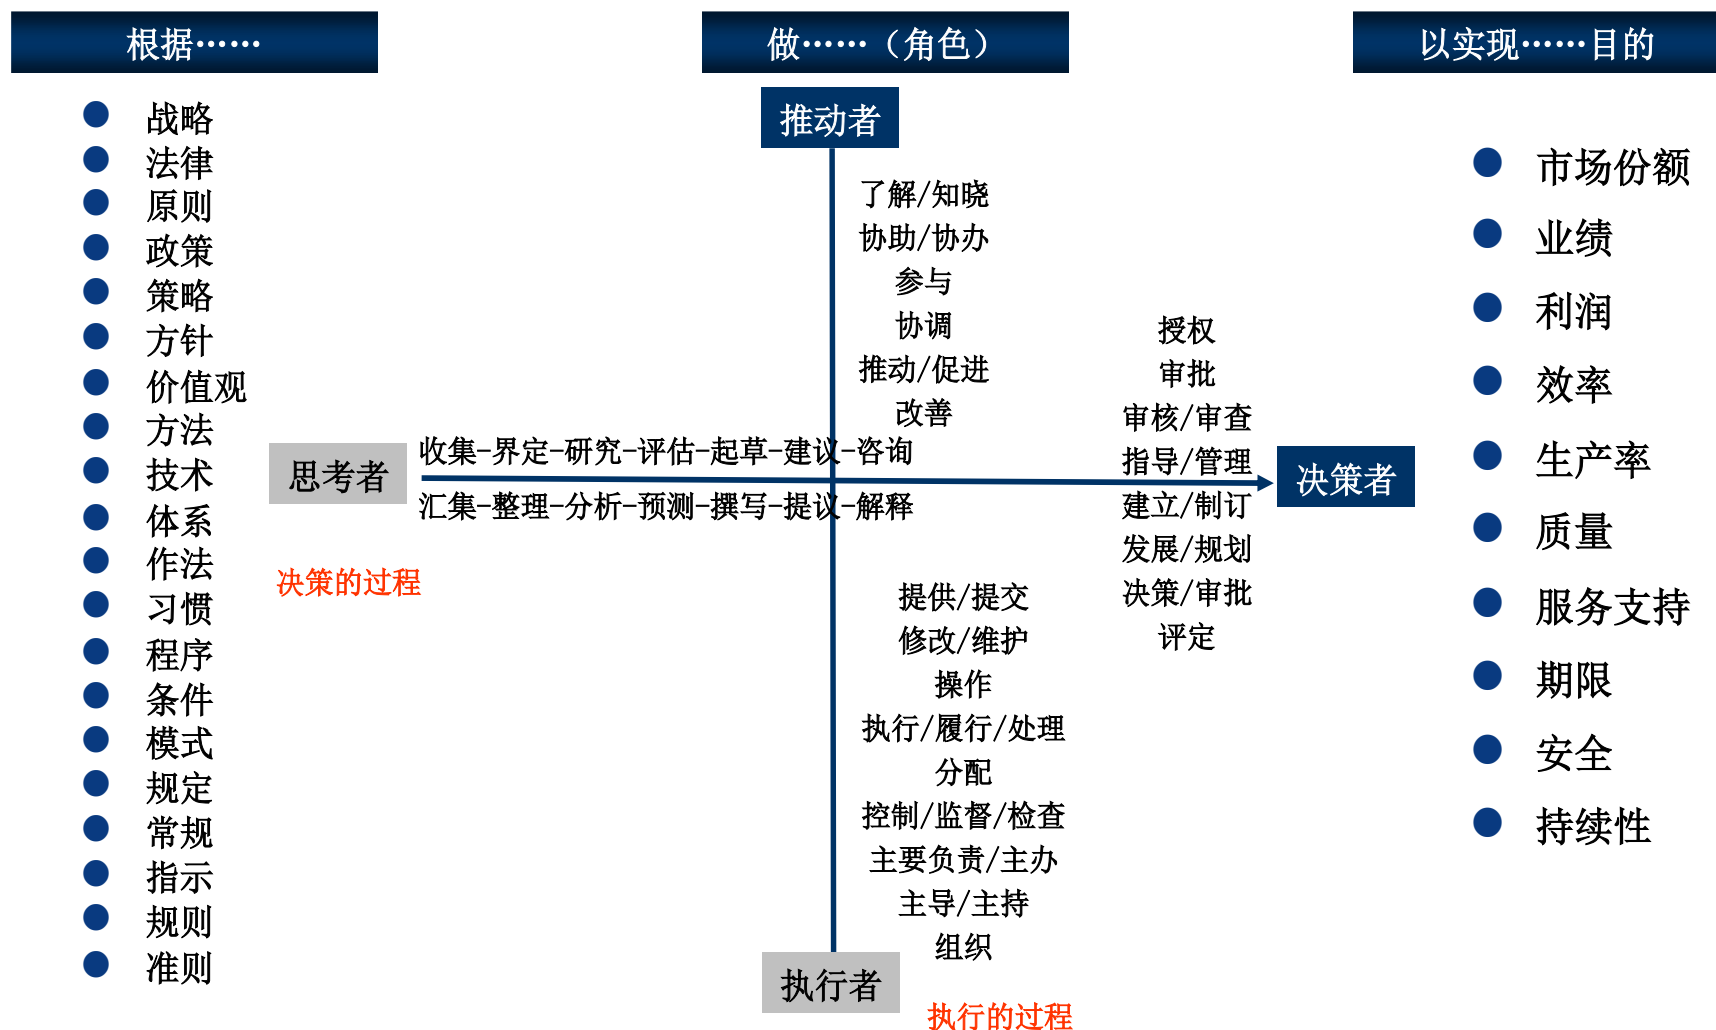 根据……
战略
法律
原则
政策
策略
方针
价值观
方法
技术
体系
作法
习惯
程序
条件
模式
规定
常规
指示
规则
准则
做……（角色）
推动者
了解/知晓
协助/协办
参与
协调
推动/促进
改善
思考者
收集-界定-研究-评估-起草-建议-咨询
汇集-整理-分析-预测-撰写-提议-解释
决策的过程
授权
审批
审核/审查
指导/管理
建立/制订
发展/规划
决策/审批
评定
决策者
提供/提交
修改/维护
操作
执行/履行/处理
分配
控制/监督/检查
主要负责/主办
主导/主持
组织
执行者
执行的过程
以实现……目的
市场份额
业绩
利润
效率
生产率
质量
服务支持
期限
安全
持续性